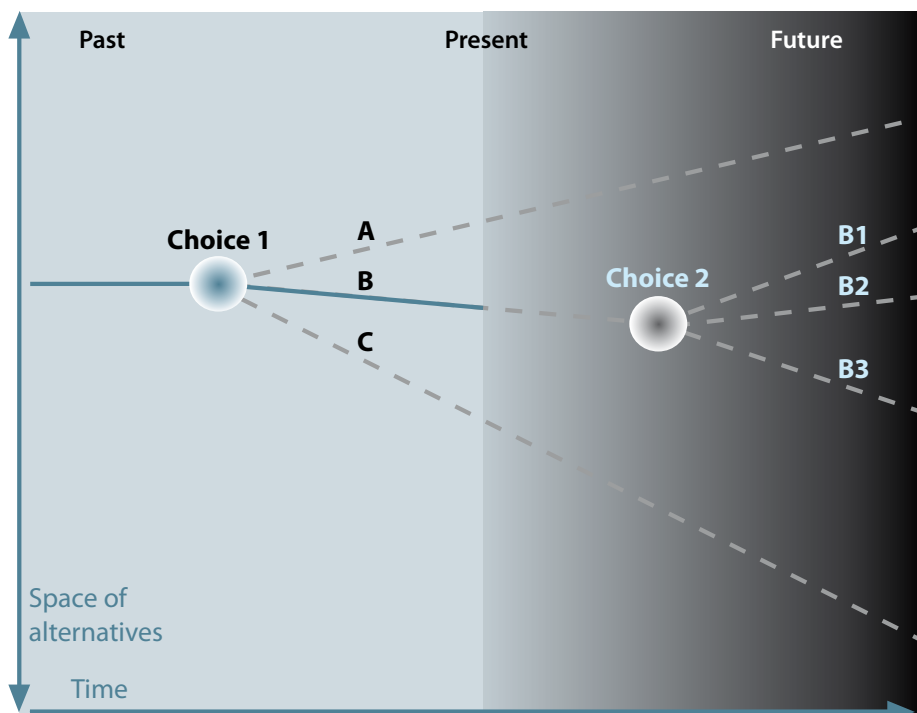 Past
Present
Future
A
B1
Choice 1
B
Choice 2
B2
C
B3
Space of
alternatives
Time